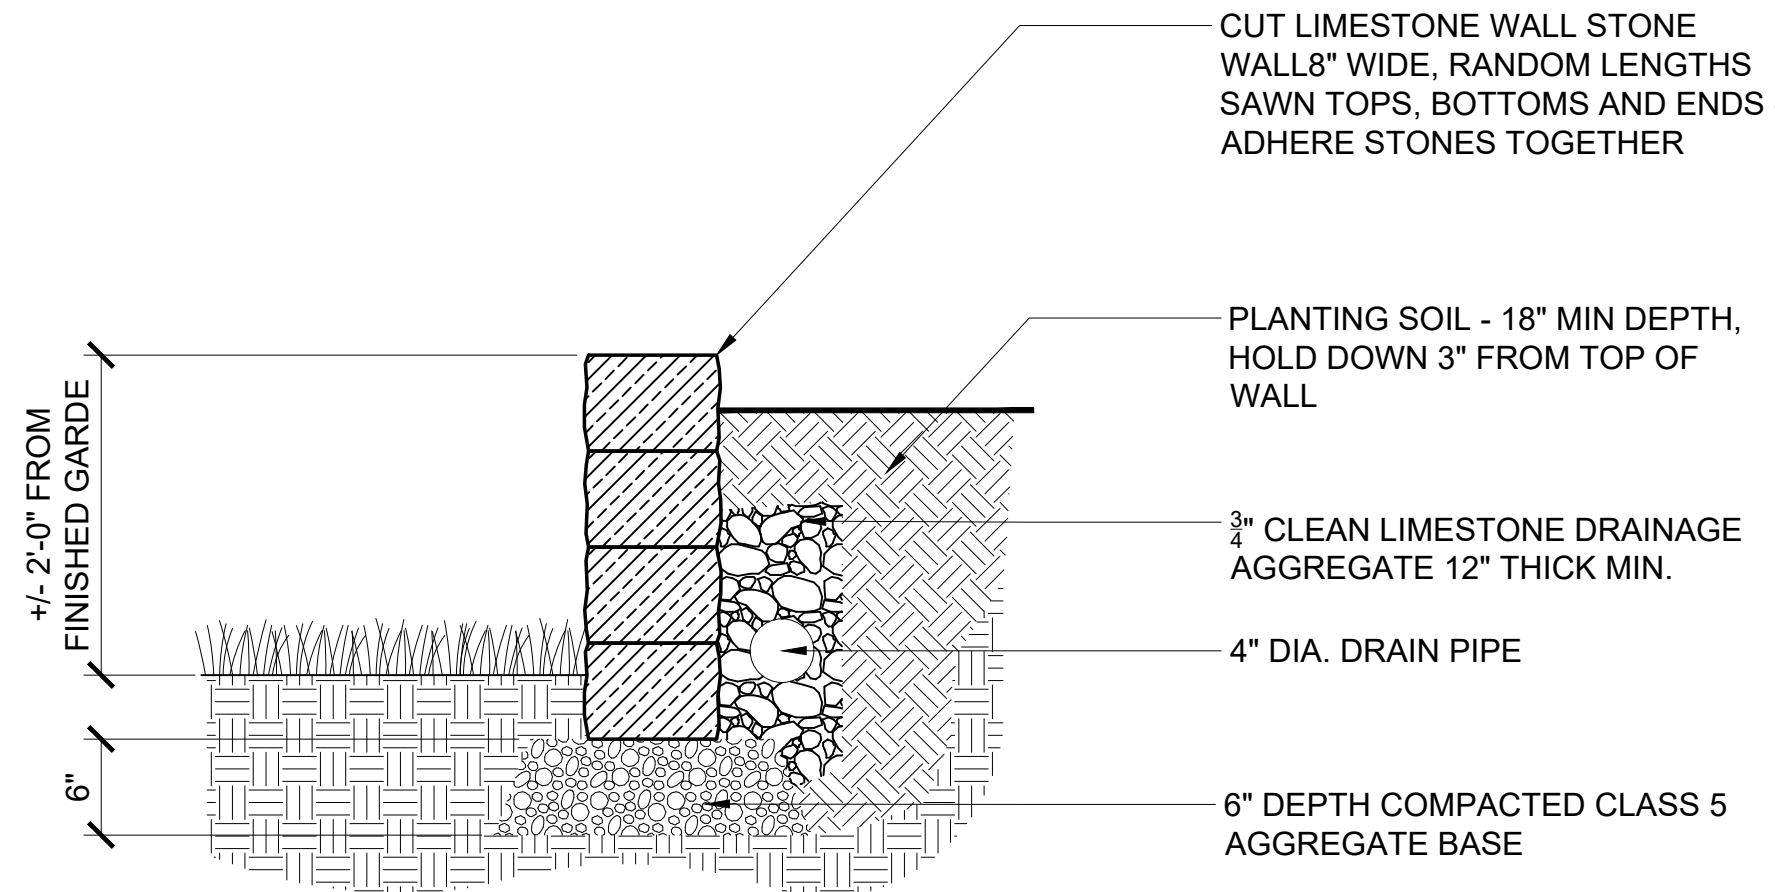 CUT LIMESTONE WALL STONE
WALL8" WIDE, RANDOM LENGTHS
SAWN TOPS, BOTTOMS AND ENDS
ADHERE STONES TOGETHER
PLANTING SOIL - 18" MIN DEPTH,
HOLD DOWN 3" FROM TOP OF
WALL
+/- 2'-0" FROM
FINISHED GARDE
3/4" CLEAN LIMESTONE DRAINAGE
AGGREGATE 12" THICK MIN.
4" DIA. DRAIN PIPE
6"
6" DEPTH COMPACTED CLASS 5
AGGREGATE BASE